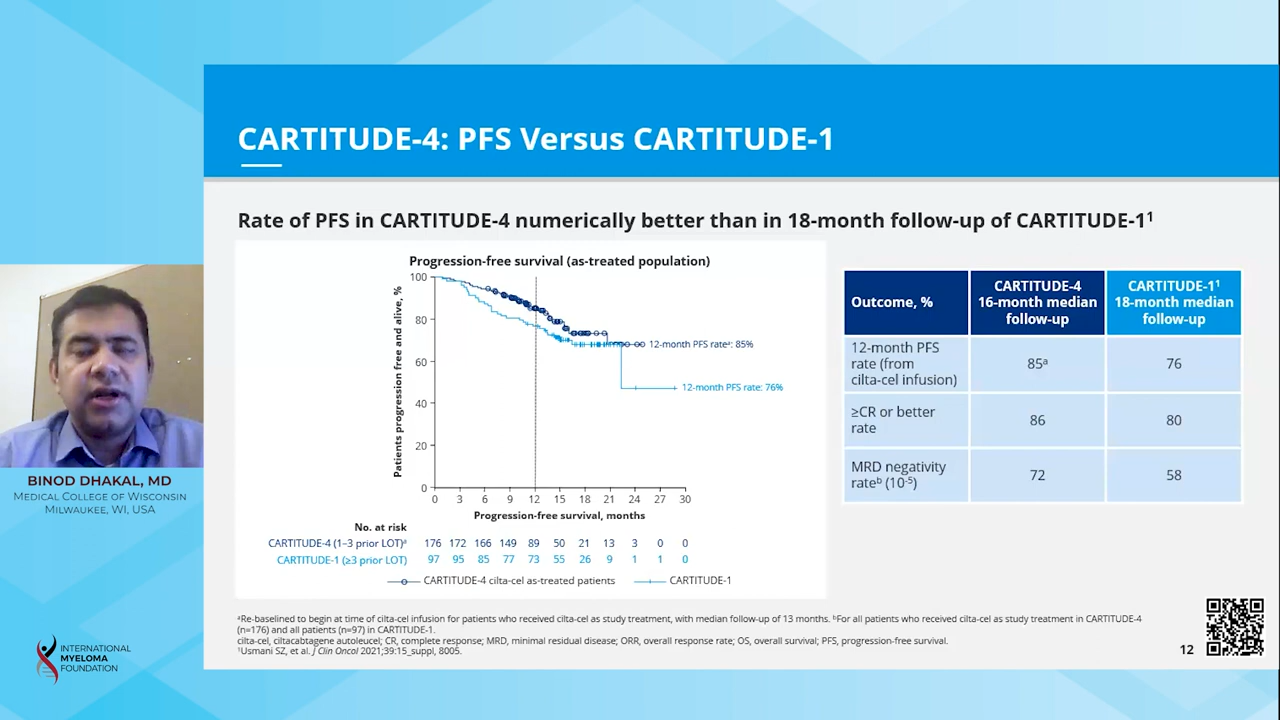 CARTITUDE-4: PFS Versus CARTITUDE-1
Rate of PFS in CARTITUDE-4 numerically better than in 18-month follow-up of CARTITUDE-1¹
Progression-free survival (as-treated population)
Patients progression free and alive, %
100
80
60
40
20
0
12-month PFS rateᵃ: 85%
12-month PFS rate: 76%
0 3 6 9 12 15 18 21 24 27 30
Progression-free survival, months
No. at risk
CARTITUDE-4 (1–3 prior LOT)ᵃ 176 172 166 149 89 50 21 13 3 0 0
CARTITUDE-1 (≥3 prior LOT) 97 95 85 77 73 55 26 9 1 1 0
CARTITUDE-4 cilta-cel as-treated patients CARTITUDE-1
Outcome, %
CARTITUDE-4
16-month median
follow-up
CARTITUDE-1¹
18-month median
follow-up
12-month PFS
rate (from
cilta-cel infusion)
85ᵃ
76
≥CR or better
rate
86
80
MRD negativity
rateᵇ (10⁻⁵)
72
58
ᵃRe-baselined to begin at time of cilta-cel infusion for patients who received cilta-cel as study treatment, with median follow-up of 13 months. ᵇFor all patients who received cilta-cel as study treatment in CARTITUDE-4
(n=176) and all patients (n=97) in CARTITUDE-1.
cilta-cel, ciltacabtagene autoleucel; CR, complete response; MRD, minimal residual disease; ORR, overall response rate; OS, overall survival; PFS, progression-free survival.
¹Usmani SZ, et al. J Clin Oncol 2021;39:15_suppl, 8005.
12
BINOD DHAKAL, MD
MEDICAL COLLEGE OF WISCONSIN
MILWAUKEE, WI, USA
INTERNATIONAL
MYELOMA
FOUNDATION